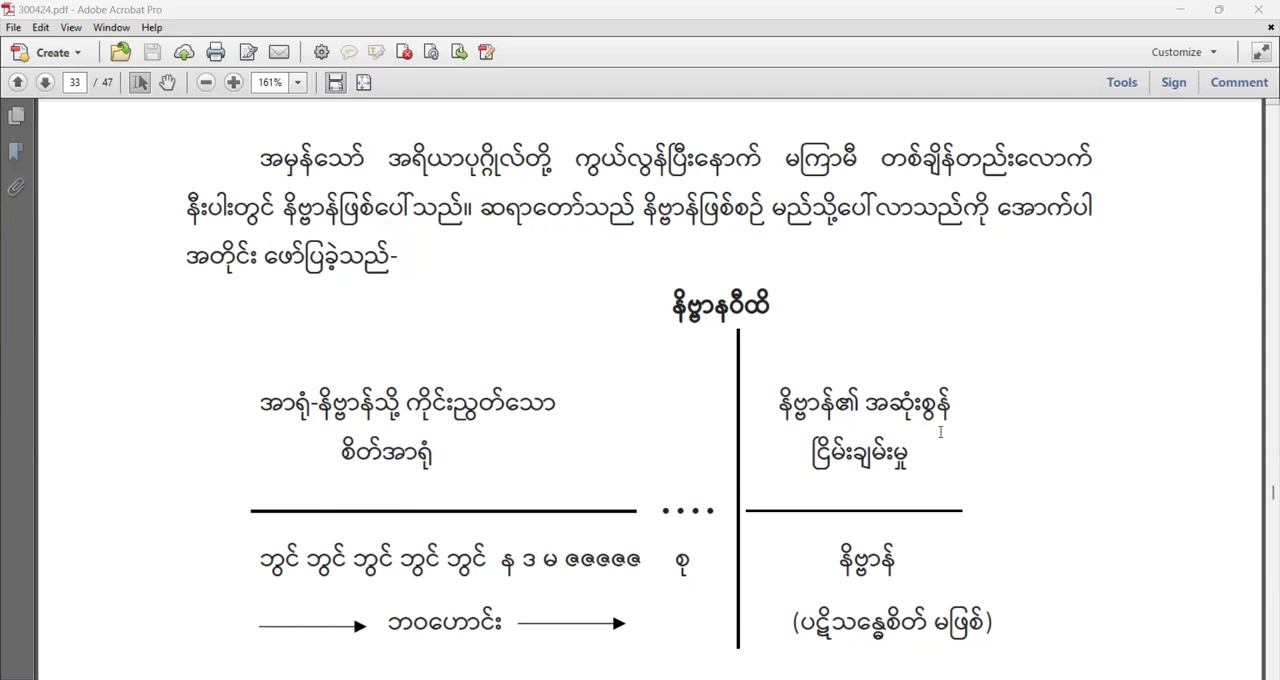 300424.pdf - Adobe Acrobat Pro
File Edit View Window Help
Create Customize
33 / 47 161% Tools Sign Comment
အမှန်သော် အရိယာပုဂ္ဂိုလ်တို့ ကွယ်လွန်ပြီးနောက် မကြာမီ တစ်ချိန်တည်းလောက်
နီးပါးတွင် နိဗ္ဗာန်ဖြစ်ပေါ်သည်။ ဆရာတော်သည် နိဗ္ဗာန်ဖြစ်စဉ် မည်သို့ပေါ်လာသည်ကို အောက်ပါ
အတိုင်း ဖော်ပြခဲ့သည်-
နိဗ္ဗာနဝီထိ
အာရုံ-နိဗ္ဗာန်သို့ ကိုင်းညွတ်သော နိဗ္ဗာန်၏ အဆုံးစွန်
စိတ်အာရုံ ငြိမ်းချမ်းမှု
....
ဘွင် ဘွင် ဘွင် ဘွင် ဘွင် န ဒ မ ဇဇဇဇဇ စု နိဗ္ဗာန်
ဘဝဟောင်း (ပဋိသန္ဓေစိတ် မဖြစ်)